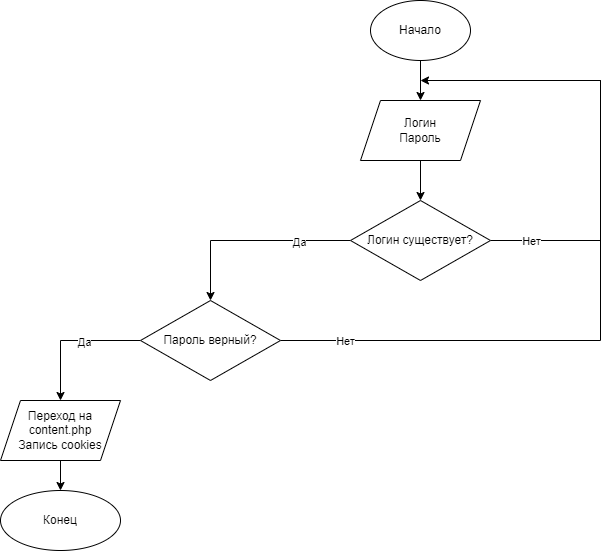 Начало
Логин
Пароль
Логин существует?
Да
Нет
Пароль верный?
Да
Нет
Переход на
content.php
Запись cookies
Конец